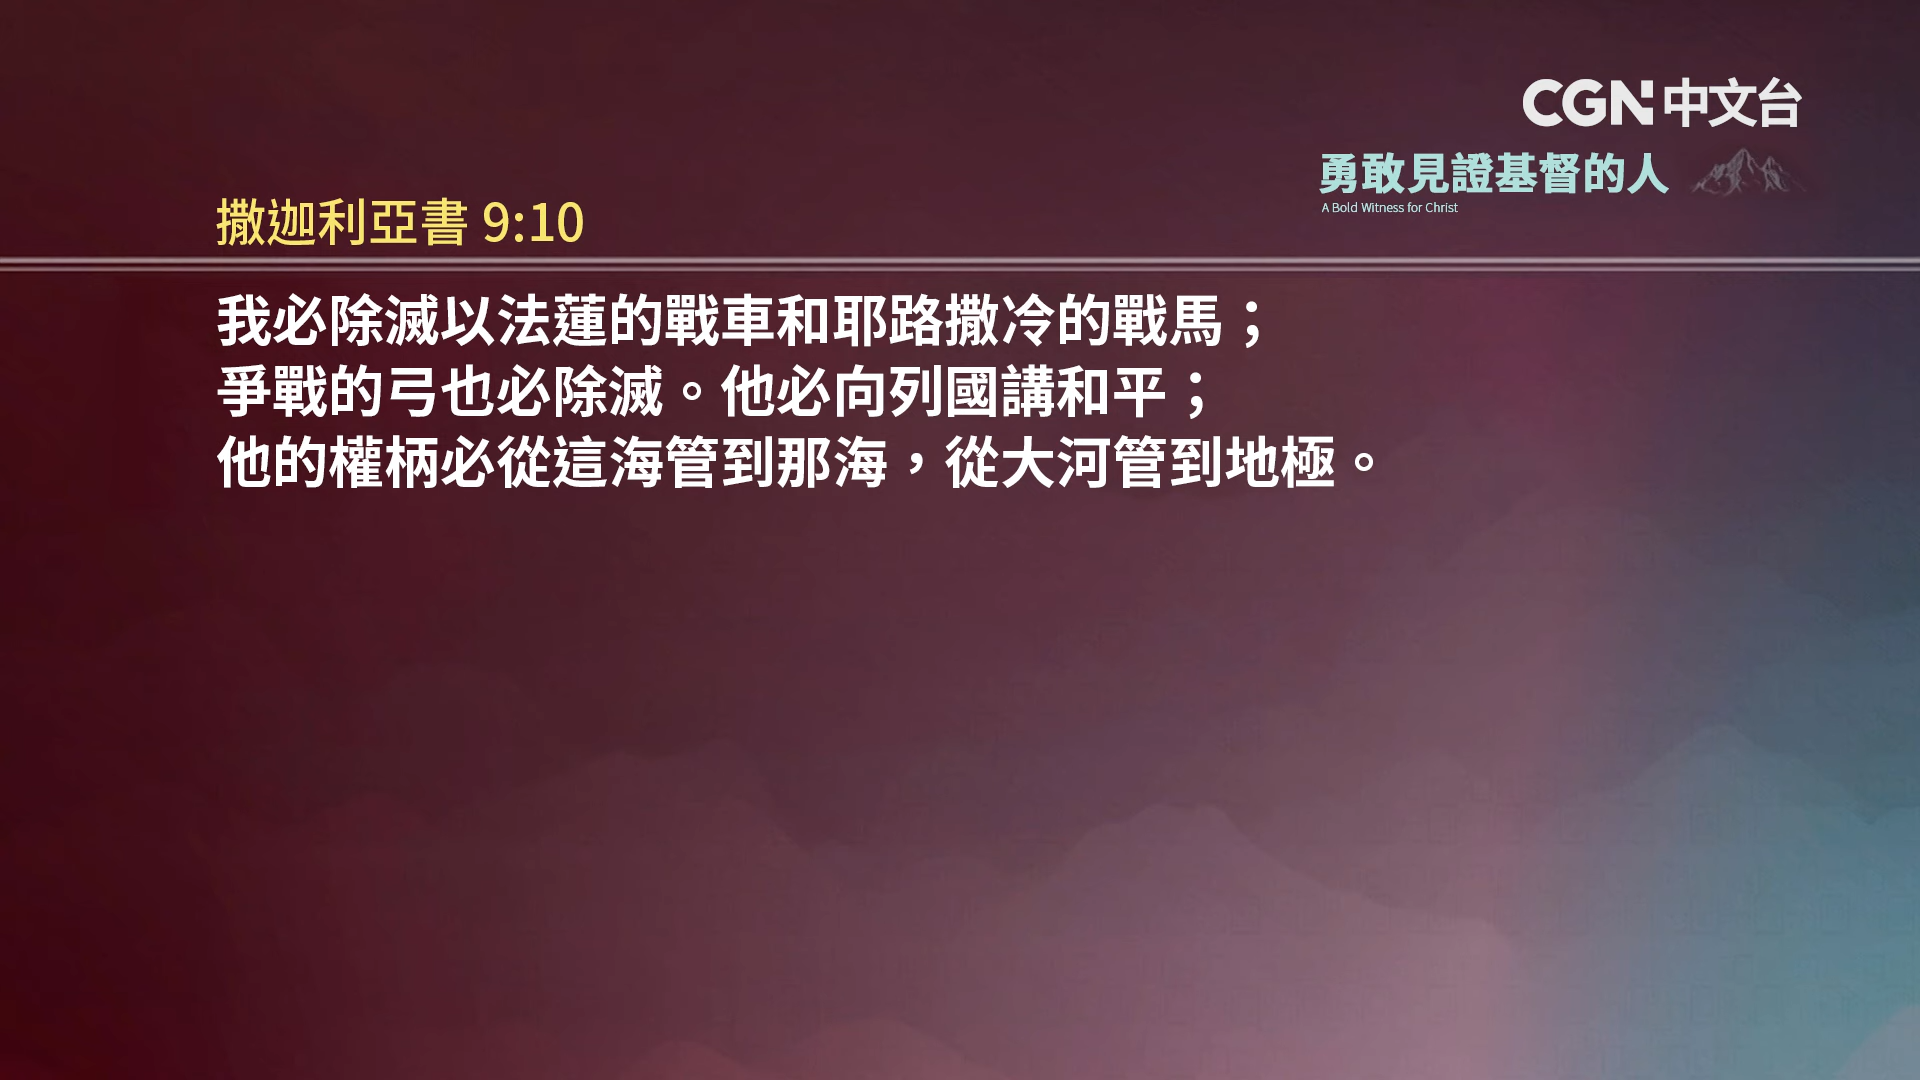 CGN中文台
勇敢見證基督的人
A Bold Witness for Christ
撒迦利亞書 9:10
我必除滅以法蓮的戰車和耶路撒冷的戰馬；
爭戰的弓也必除滅。他必向列國講和平；
他的權柄必從這海管到那海，從大河管到地極。